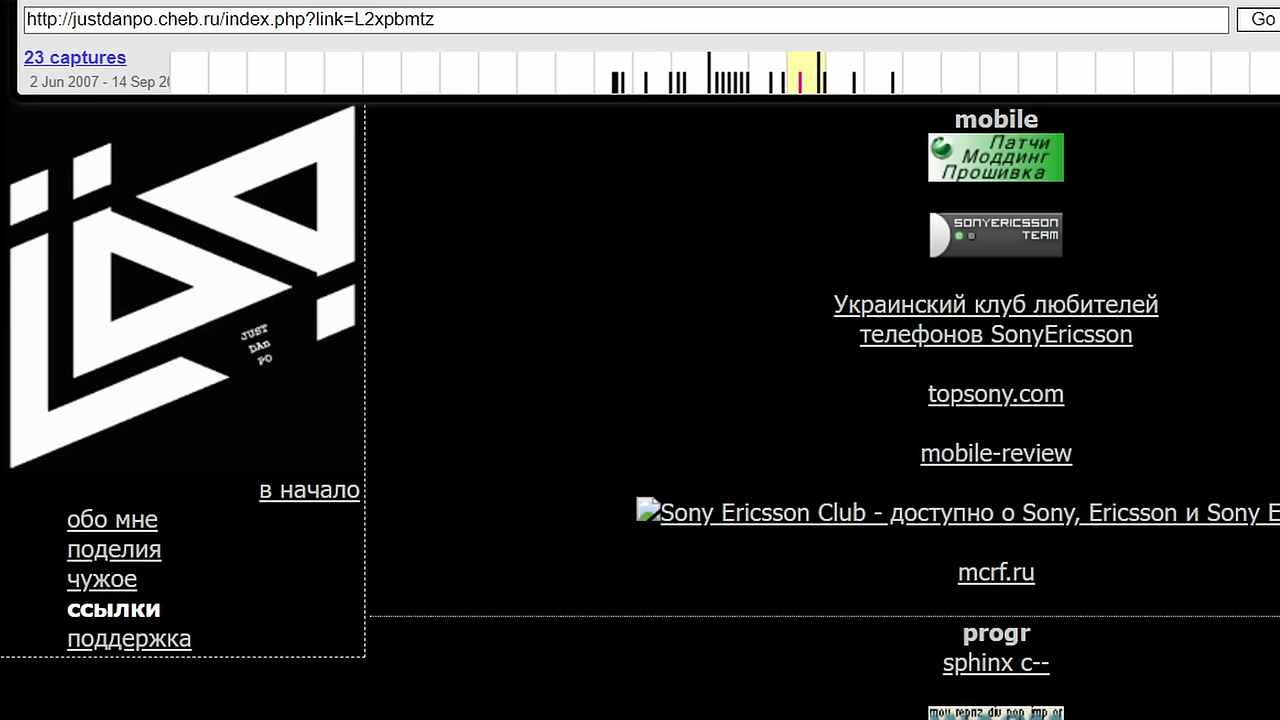 http://justdanpo.cheb.ru/index.php?link=L2xpbmtz
Go
23 captures
2 Jun 2007 - 14 Sep 20
JUST
DAn
PO
в начало
обо мне
поделия
чужое
ссылки
поддержка
mobile
Патчи
Моддинг
Прошивка
SONYERICSSON
TEAM
Украинский клуб любителей
телефонов SonyEricsson
topsony.com
mobile-review
Sony Ericsson Club - доступно о Sony, Ericsson и Sony E
mcrf.ru
progr
sphinx c--